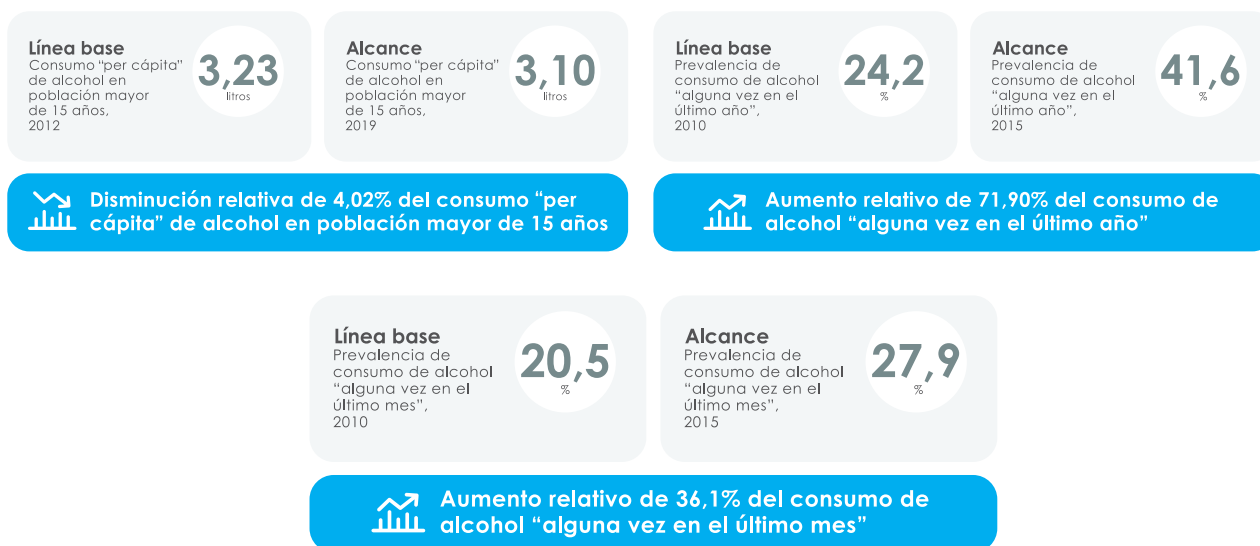 Línea base
Consumo “per cápita”
de alcohol en
población mayor
de 15 años,
2012
3,23
litros
Alcance
Consumo “per cápita”
de alcohol en
población mayor
de 15 años,
2019
3,10
litros
Disminución relativa de 4,02% del consumo “per
cápita” de alcohol en población mayor de 15 años
Línea base
Prevalencia de
consumo de alcohol
“alguna vez en el
último año”,
2010
24,2
%
Alcance
Prevalencia de
consumo de alcohol
“alguna vez en el
último año”,
2015
41,6
%
Aumento relativo de 71,90% del consumo de
alcohol “alguna vez en el último año”
Línea base
Prevalencia de
consumo de alcohol
“alguna vez en el
último mes”,
2010
20,5
%
Alcance
Prevalencia de
consumo de alcohol
“alguna vez en el
último mes”,
2015
27,9
%
Aumento relativo de 36,1% del consumo de
alcohol “alguna vez en el último mes”